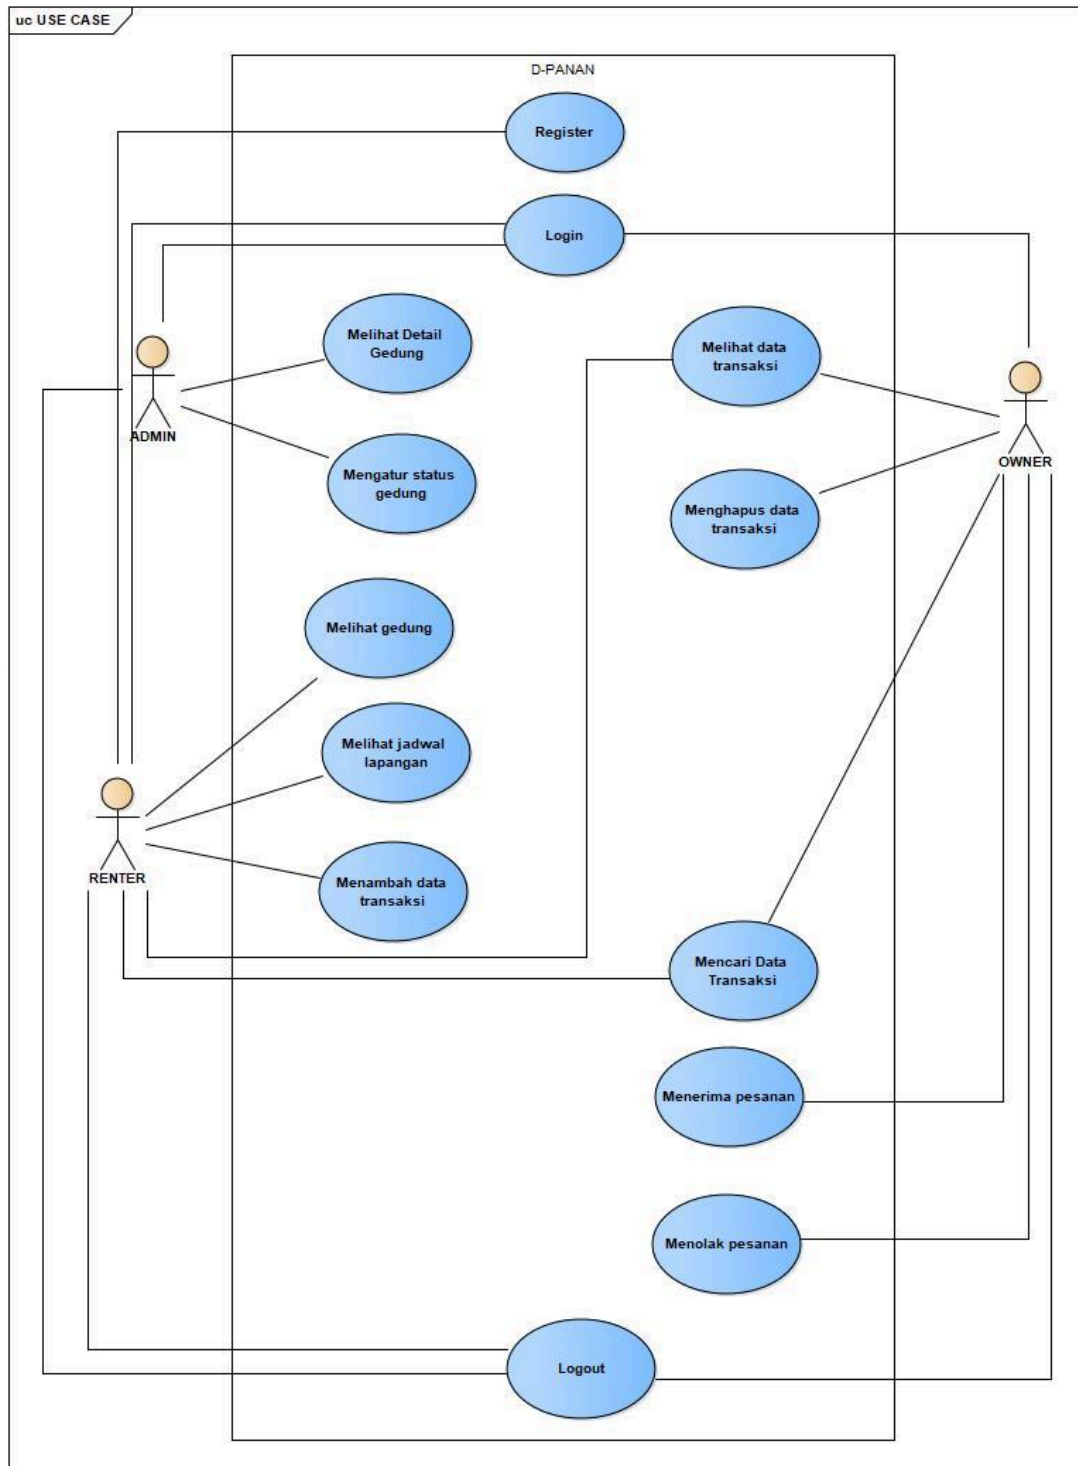 uc USE CASE
D-PANAN
Register
Login
Melihat Detail
Gedung
Melihat data
transaksi
ADMIN
Mengatur status
gedung
OWNER
Menghapus data
transaksi
Melihat gedung
Melihat jadwal
lapangan
RENTER
Menambah data
transaksi
Mencari Data
Transaksi
Menerima pesanan
Menolak pesanan
Logout